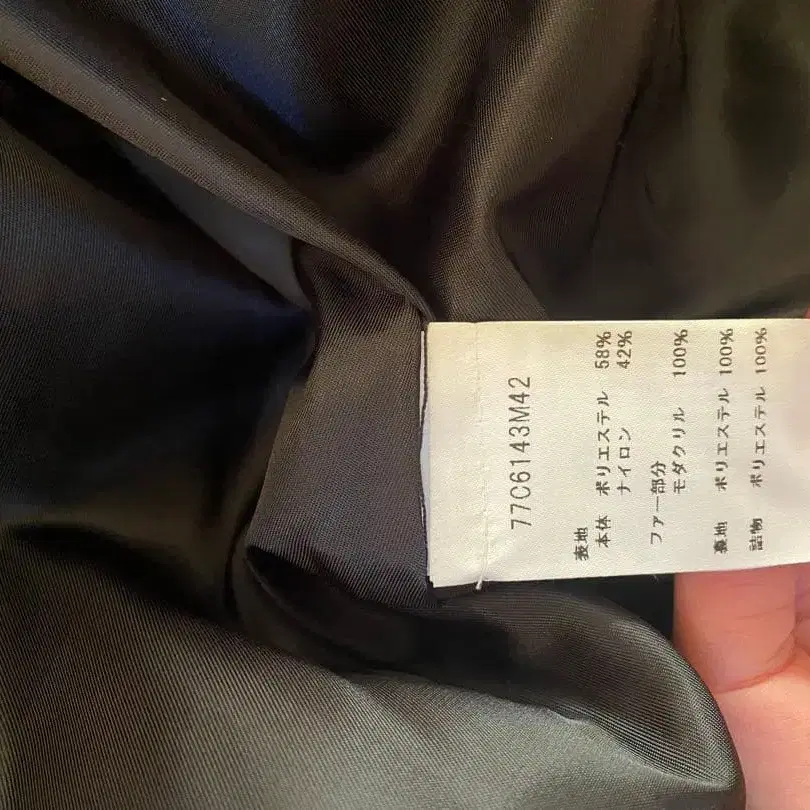 77C6143M42
表地
本体 ポリエステル 58%
ナイロン 42%
ファー部分
モダクリル 100%
裏地 ポリエステル 100%
詰物 ポリエステル 100%